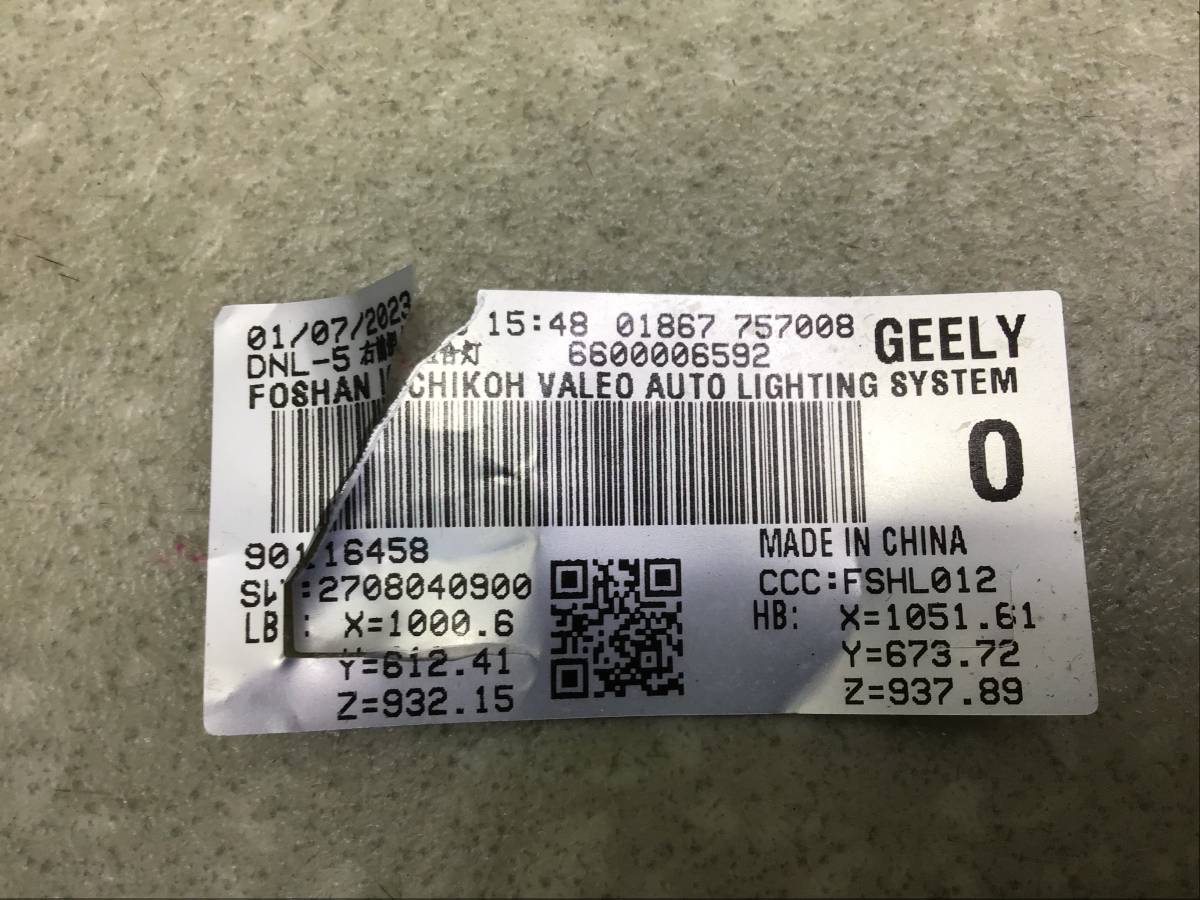 01/07/2023 15:48 01867 757008 GEELY
DNL-5 6600006592
FOSHAN VALEO AUTO LIGHTING SYSTEM
0
MADE IN CHINA
:2708040900 CCC:FSHL012
LB : X=1000.6 HB: X=1051.61
Y=612.41 Y=673.72
Z=932.15 Z=937.89